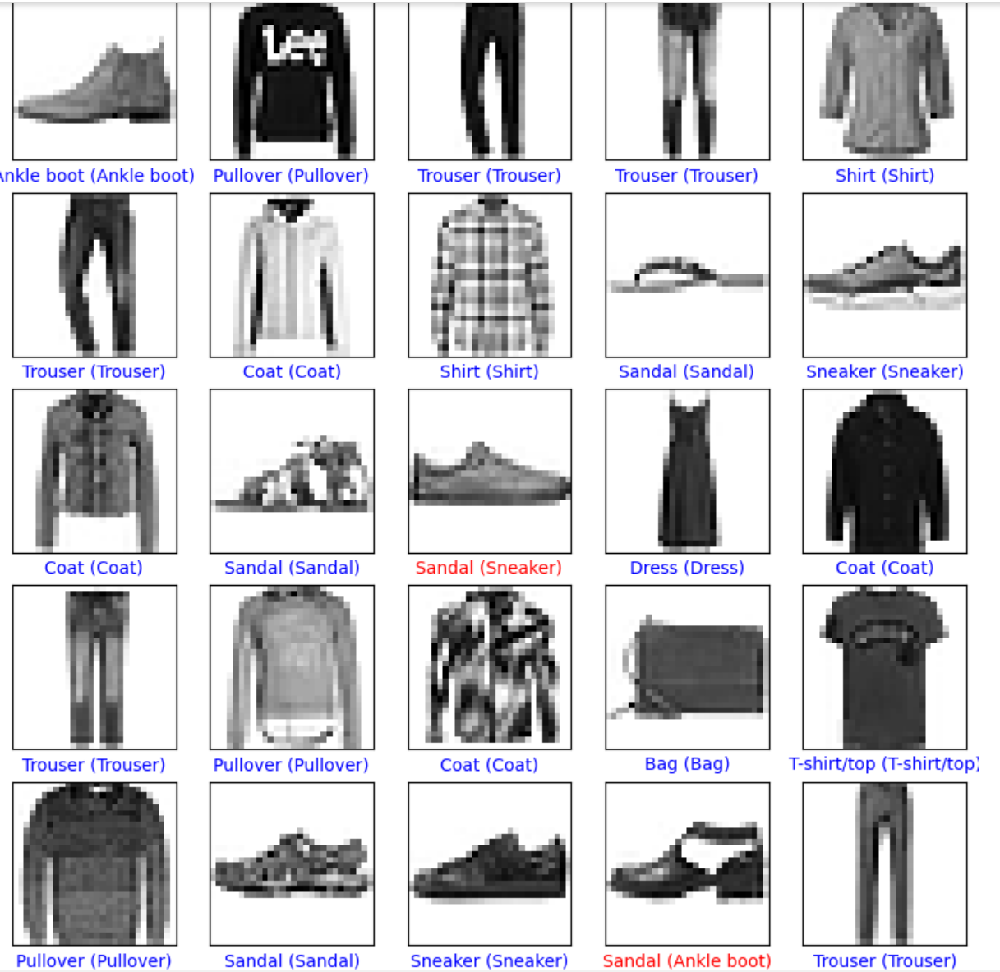 Lee
Ankle boot (Ankle boot) Pullover (Pullover) Trouser (Trouser) Trouser (Trouser) Shirt (Shirt)
Trouser (Trouser) Coat (Coat) Shirt (Shirt) Sandal (Sandal) Sneaker (Sneaker)
Coat (Coat) Sandal (Sandal) Sandal (Sneaker) Dress (Dress) Coat (Coat)
Trouser (Trouser) Pullover (Pullover) Coat (Coat) Bag (Bag) T-shirt/top (T-shirt/top)
Pullover (Pullover) Sandal (Sandal) Sneaker (Sneaker) Sandal (Ankle boot) Trouser (Trouser)